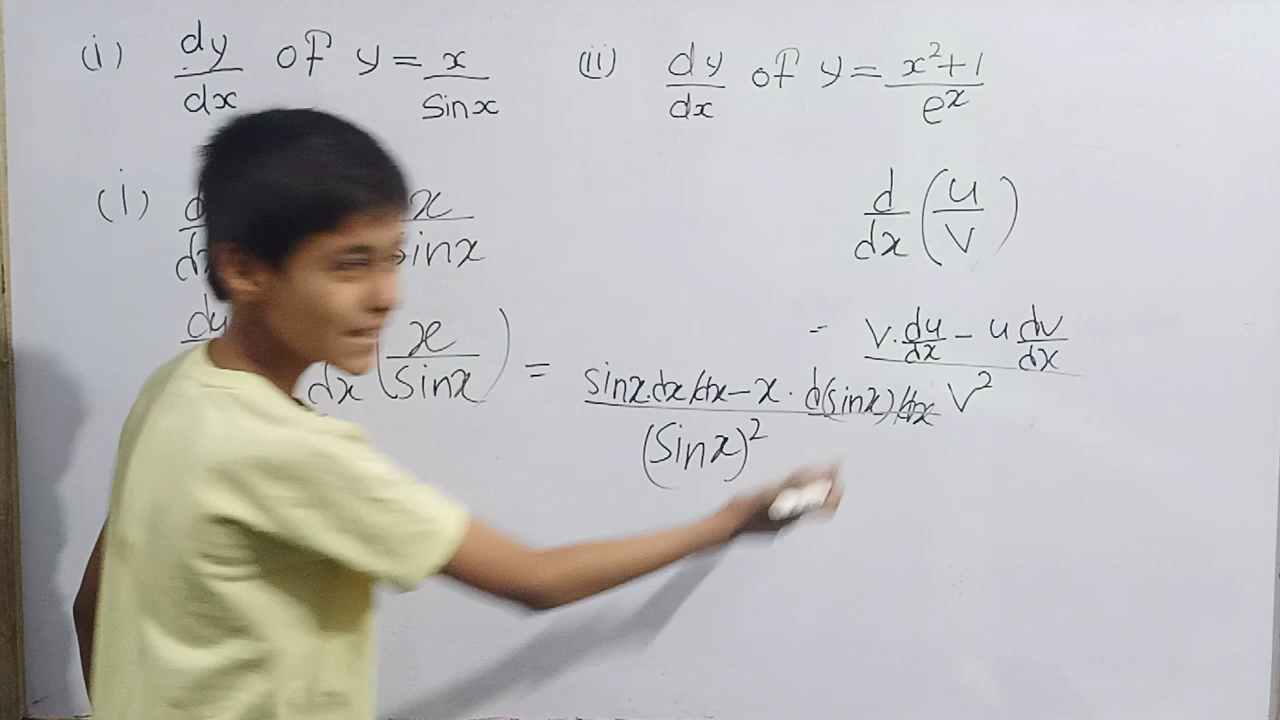 (i) dy/dx of y = x/sinx (ii) dy/dx of y = x²+1/eˣ
(i) x/sinx d/dx (u/v)
= v.du/dx - u dv/dx / v²
dx (x/sinx) = sinx.dx/dx - x.d(sinx)/dx / (sinx)²